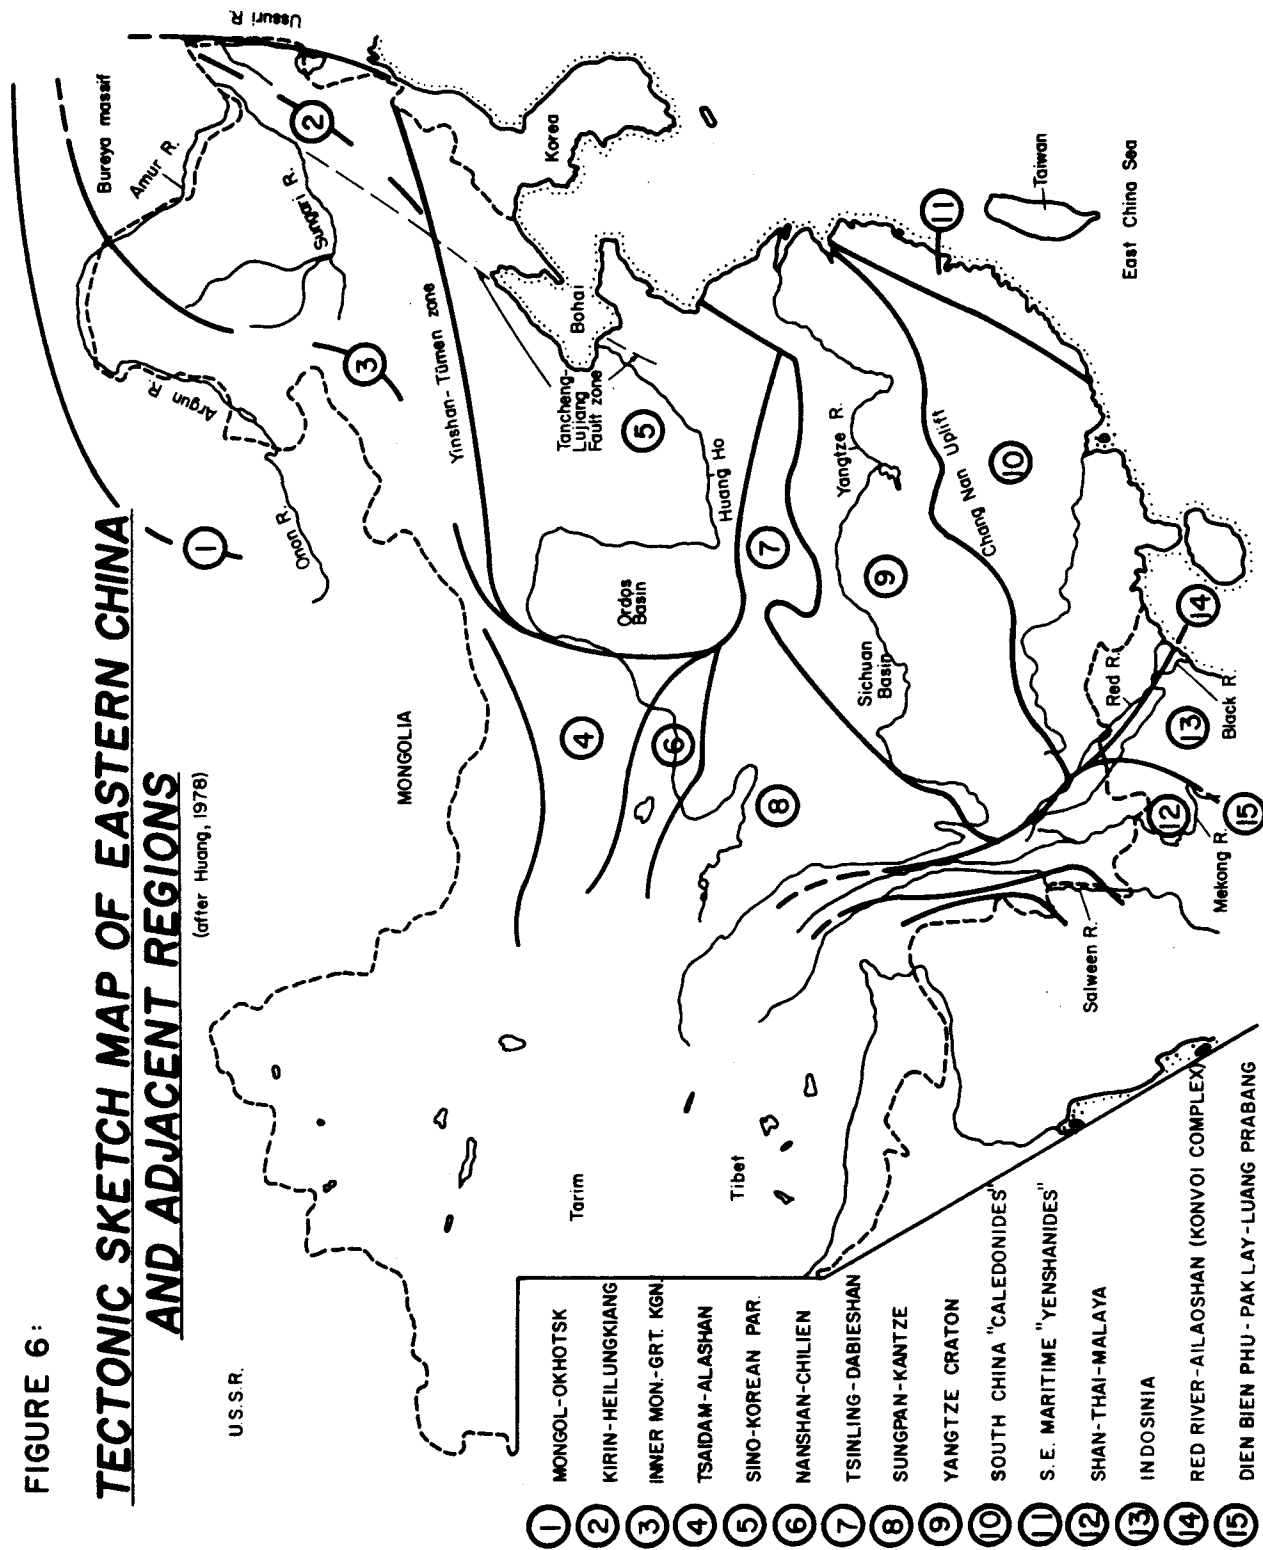 FIGURE 6:
TECTONIC SKETCH MAP OF EASTERN CHINA
AND ADJACENT REGIONS
(after Huang, 1978)
U.S.S.R.
MONGOLIA
Tarim
Tibet
Onan R.
Argun R.
Amur R.
Bureya massif
Ussuri R.
Sungari R.
Yinshan-Tümen zone
Tancheng-
Lujiang
Fault zone
Bohai
Korea
Ordos
Basin
Huang Ho
Yangtze R.
Sichuan
Basin
Chang Nan Uplift
Taiwan
East China Sea
Red R.
Black R.
Mekong R.
Salween R.
1
2
3
4
5
6
7
8
9
10
11
12
13
14
15
1 MONGOL-OKHOTSK
2 KIRIN-HEILUNGKIANG
3 INNER MON.-GRT. KGN.
4 TSAIDAM-ALASHAN
5 SINO-KOREAN PAR.
6 NANSHAN-CHILIEN
7 TSINLING-DABIESHAN
8 SUNGPAN-KANTZE
9 YANGTZE CRATON
10 SOUTH CHINA "CALEDONIDES"
11 S.E. MARITIME "YENSHANIDES"
12 SHAN-THAI-MALAYA
13 INDOSINIA
14 RED RIVER-AILAOSHAN (KONVOI COMPLEX)
15 DIEN BIEN PHU-PAK LAY-LUANG PRABANG